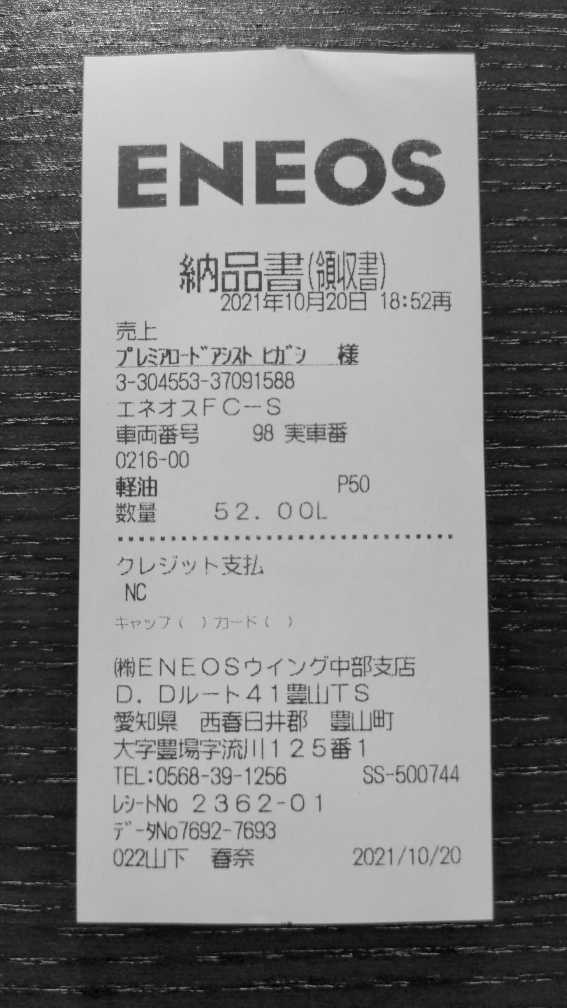 ENEOS
納品書(領収書)
2021年10月20日 18:52再
売上
プレミアロードアシスト ヒガシ 様
3-304553-37091588
エネオスFC-S
車両番号 98 実車番
0216-00
軽油 P50
数量 52.00L
クレジット支払
NC
キャップ( )カード( )
㈱ENEOSウイング中部支店
D.Dルート41豊山TS
愛知県 西春日井郡 豊山町
大字豊場字流川125番1
TEL:0568-39-1256 SS-500744
レシートNo 2362-01
データNo7692-7693
022山下 春奈 2021/10/20